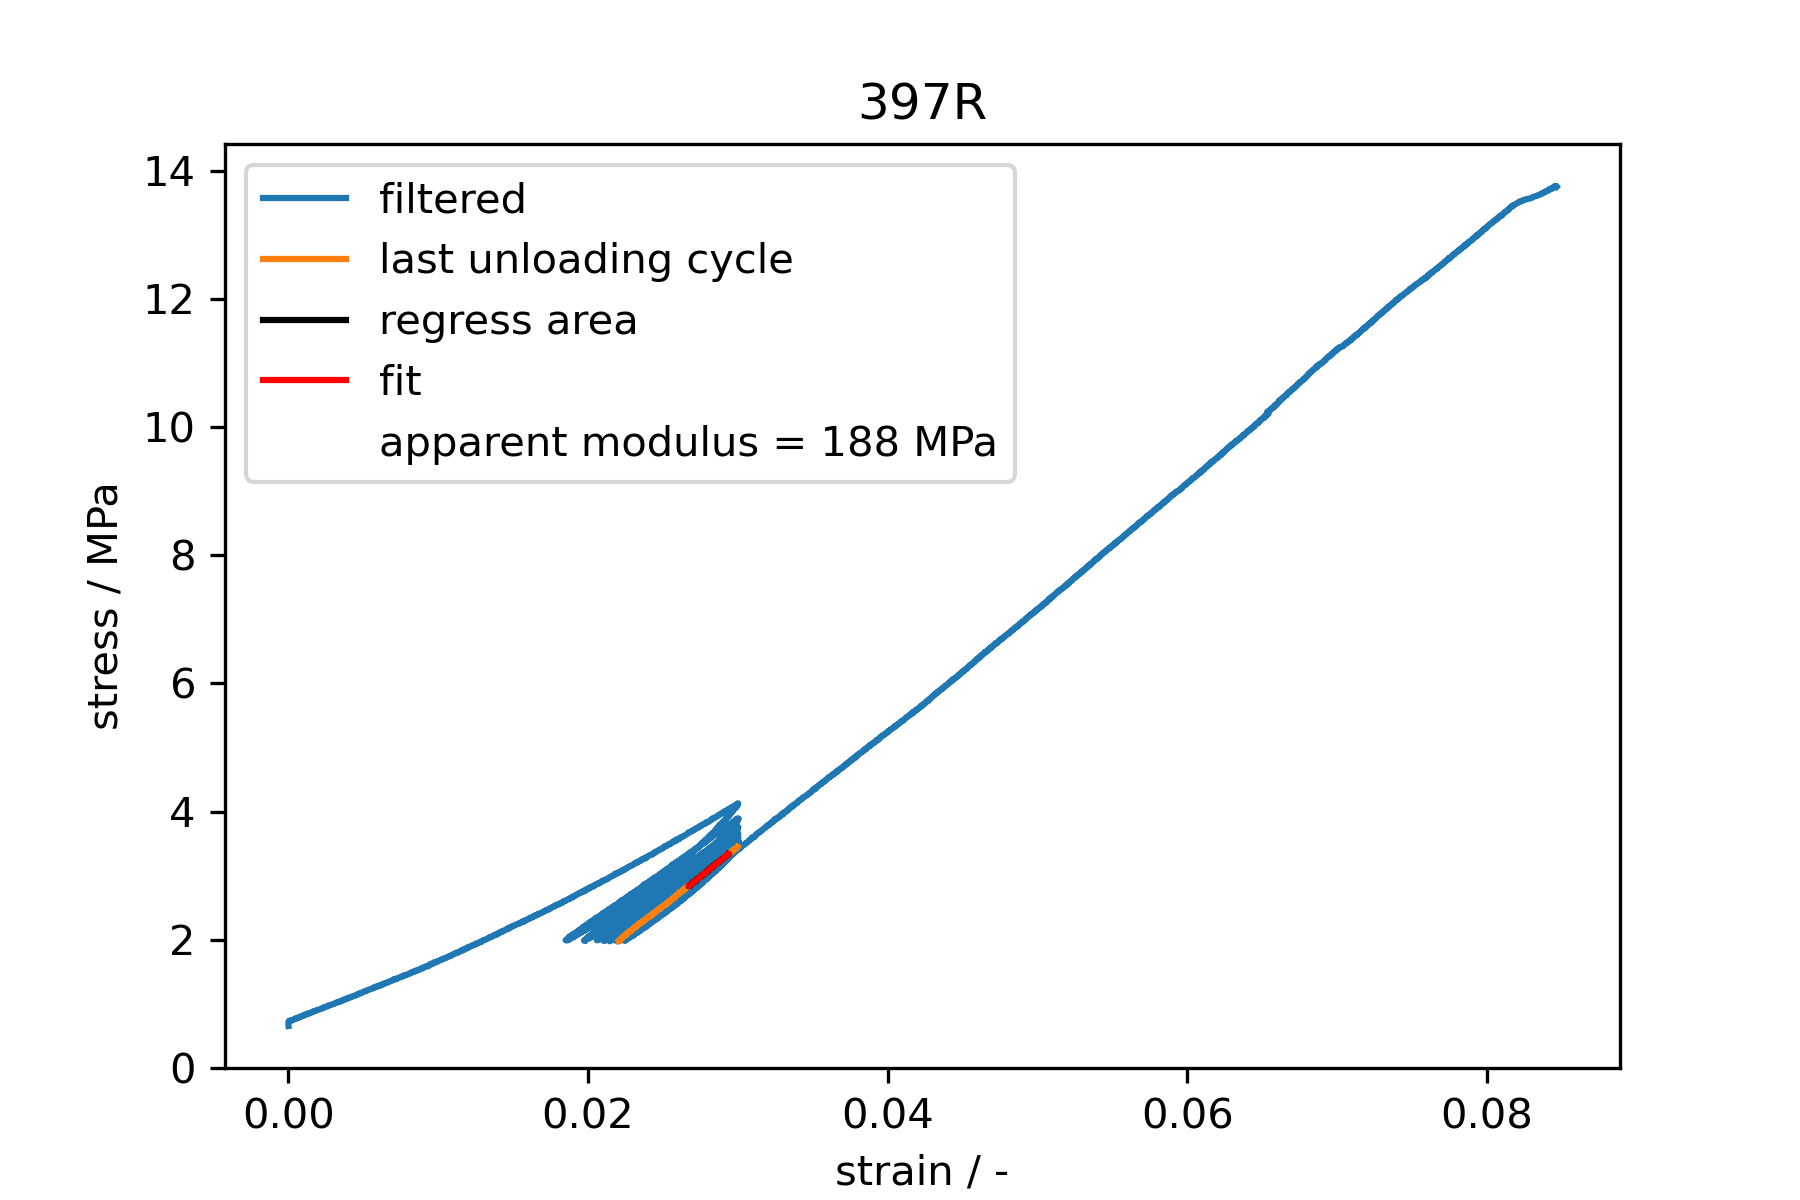 397R
14
12
10
8
6
4
2
0
stress / MPa
filtered
last unloading cycle
regress area
fit
apparent modulus = 188 MPa
0.00 0.02 0.04 0.06 0.08
strain / -